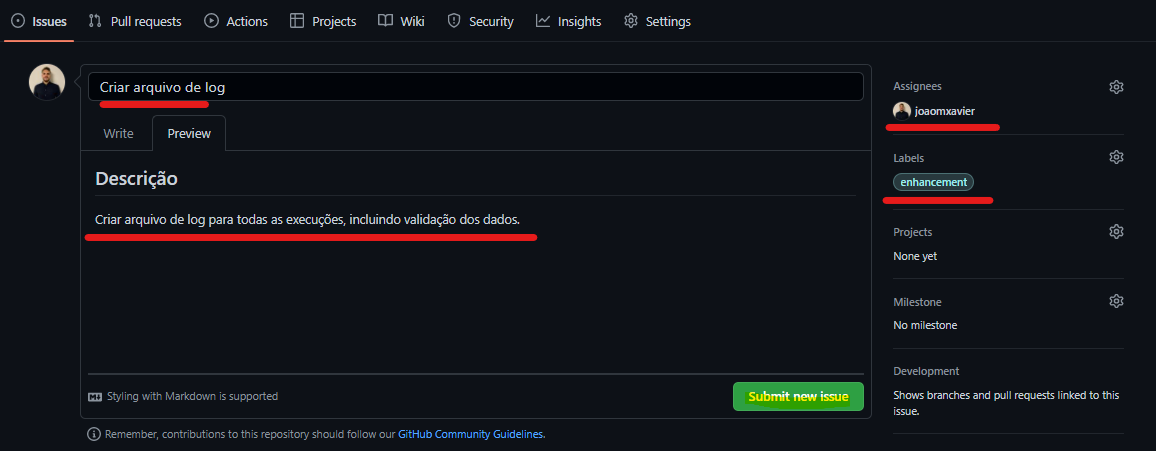 Issues Pull requests Actions Projects Wiki Security Insights Settings
Criar arquivo de log
Write Preview
Descrição
Criar arquivo de log para todas as execuções, incluindo validação dos dados.
Styling with Markdown is supported
Submit new issue
Remember, contributions to this repository should follow our GitHub Community Guidelines.
Assignees
joaomxavier
Labels
enhancement
Projects
None yet
Milestone
No milestone
Development
Shows branches and pull requests linked to this
issue.